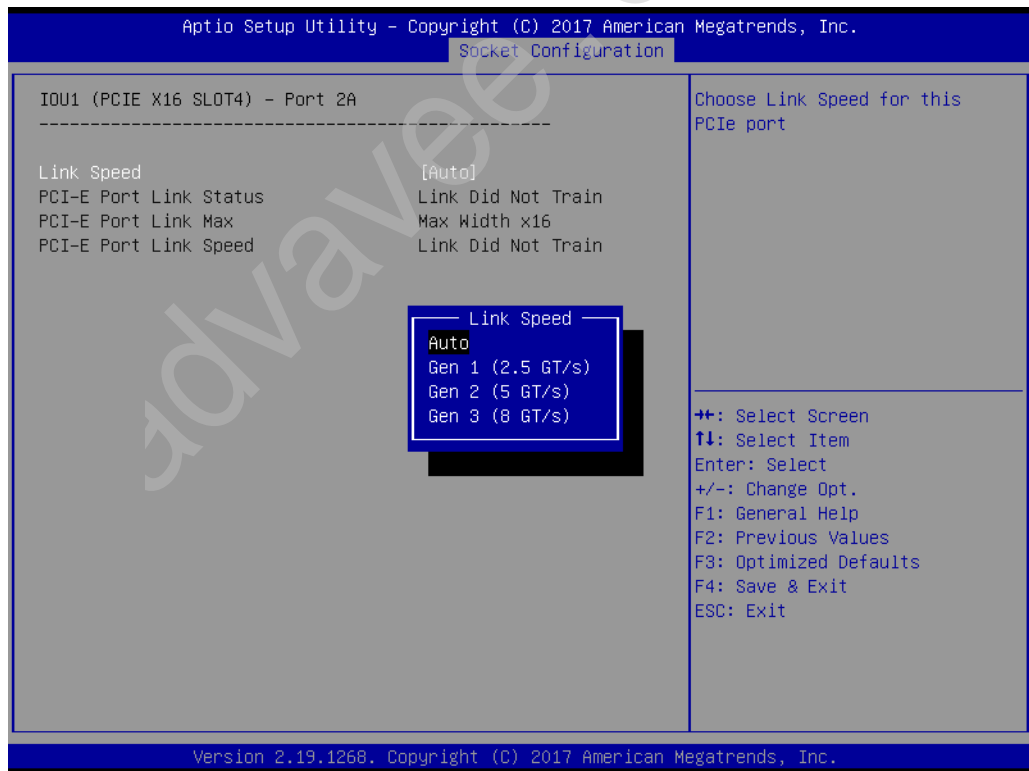 Aptio Setup Utility – Copyright (C) 2017 American Megatrends, Inc.
Socket Configuration
IOU1 (PCIE X16 SLOT4) – Port 2A
----------------------------------------------------
Link Speed [Auto]
PCI-E Port Link Status Link Did Not Train
PCI-E Port Link Max Max Width x16
PCI-E Port Link Speed Link Did Not Train
Link Speed
Auto
Gen 1 (2.5 GT/s)
Gen 2 (5 GT/s)
Gen 3 (8 GT/s)
Choose Link Speed for this
PCIe port
→←: Select Screen
↑↓: Select Item
Enter: Select
+/-: Change Opt.
F1: General Help
F2: Previous Values
F3: Optimized Defaults
F4: Save & Exit
ESC: Exit
Version 2.19.1268. Copyright (C) 2017 American Megatrends, Inc.
advavee